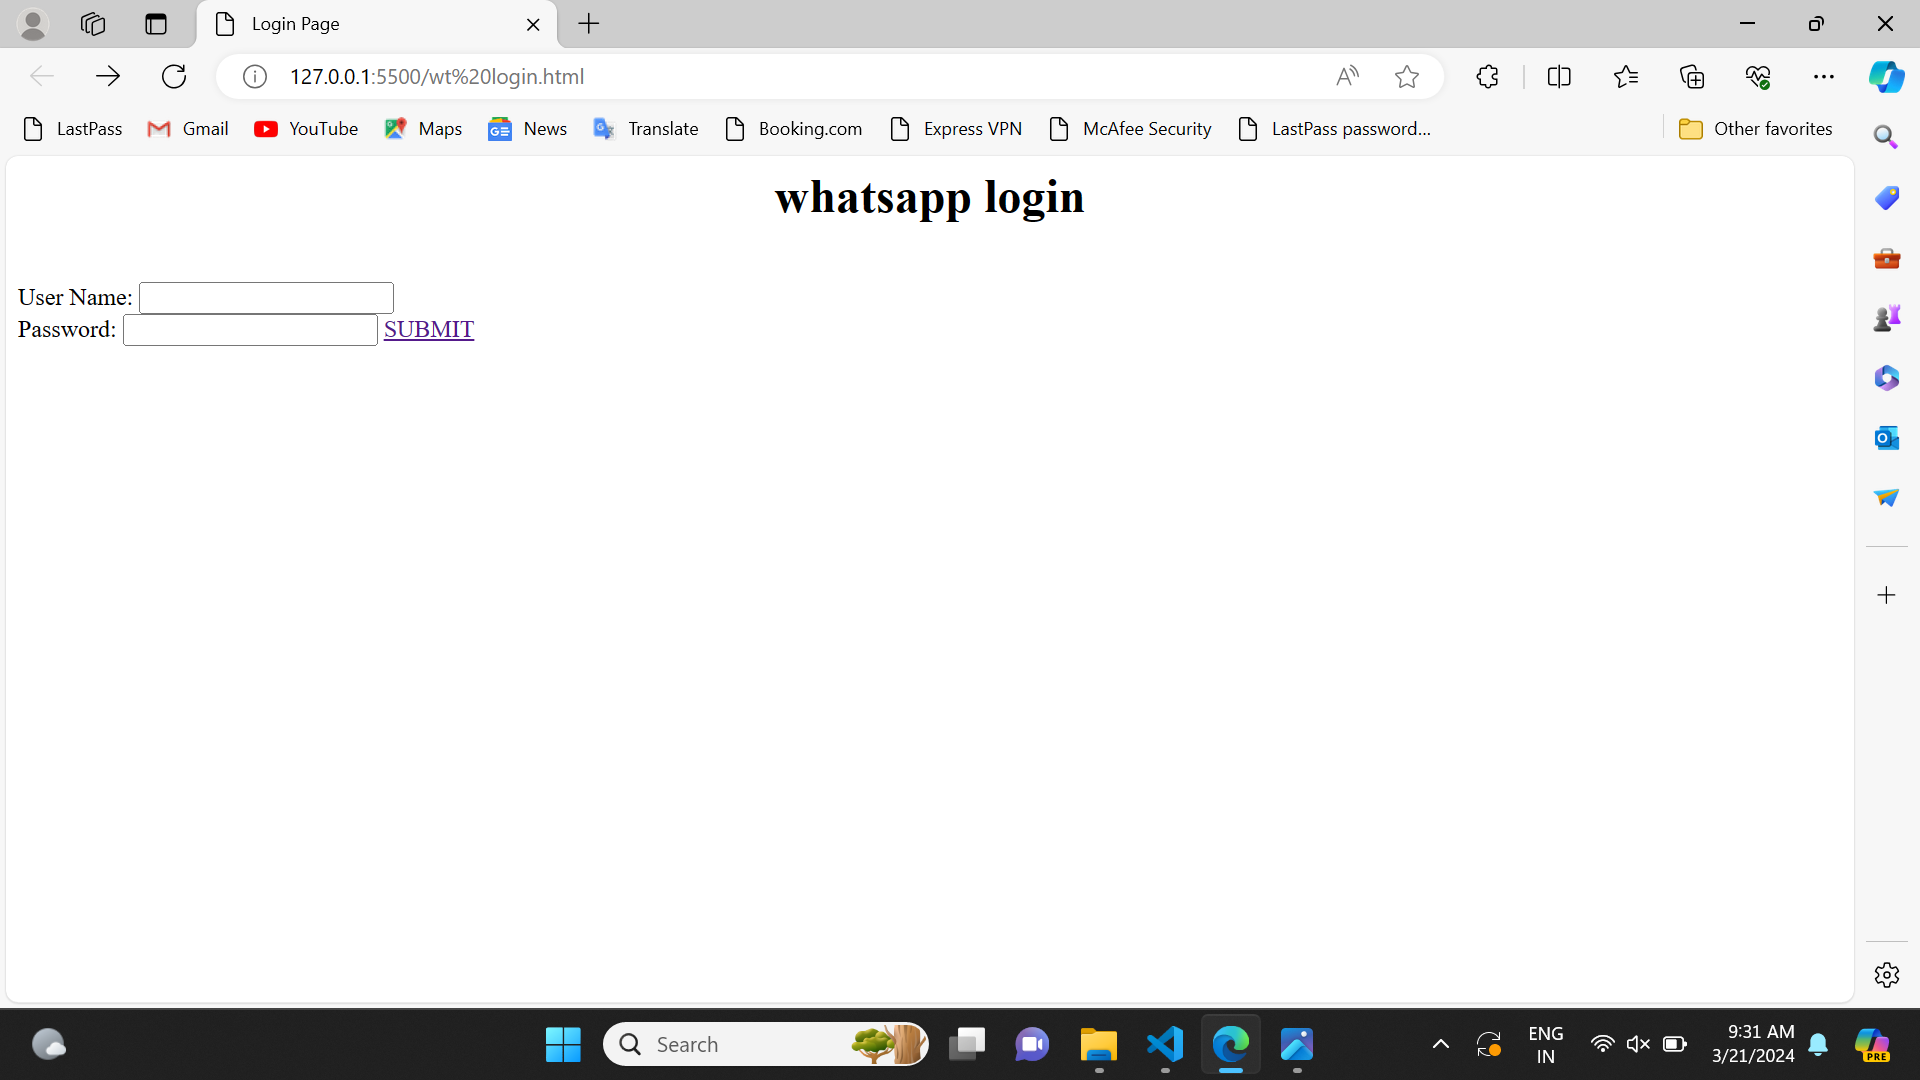 Login Page
127.0.0.1:5500/wt%20login.html
LastPass Gmail YouTube Maps News Translate Booking.com Express VPN McAfee Security LastPass password... Other favorites
whatsapp login
User Name:
Password: SUBMIT
Search
ENG
IN
9:31 AM
3/21/2024
PRE